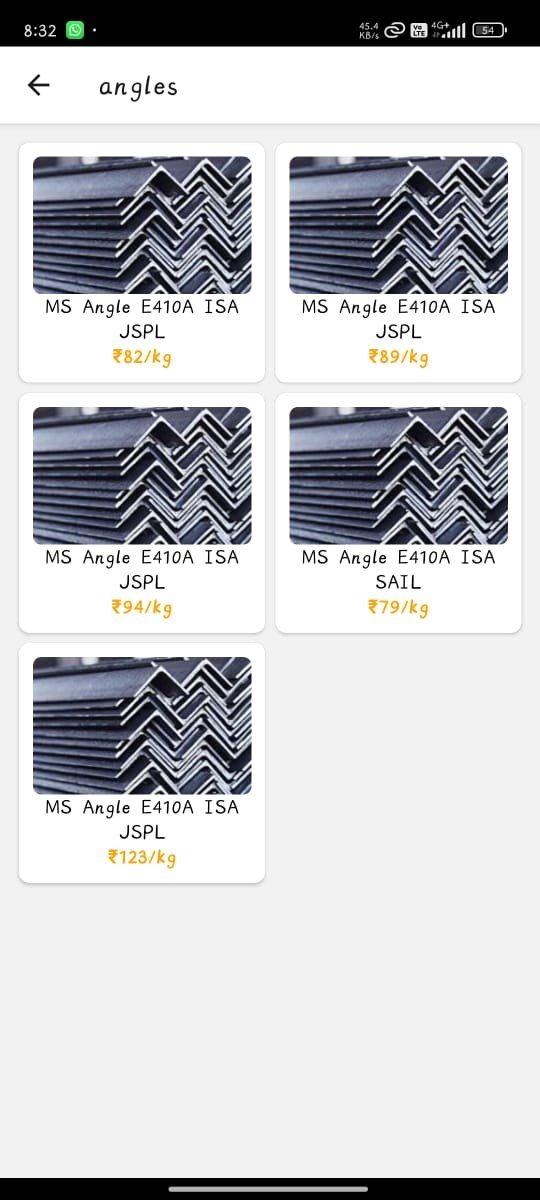 8:32
45.4
KB/s
Vo
LTE
4G+
54
angles
MS Angle E410A ISA
JSPL
₹82/kg
MS Angle E410A ISA
JSPL
₹89/kg
MS Angle E410A ISA
JSPL
₹94/kg
MS Angle E410A ISA
SAIL
₹79/kg
MS Angle E410A ISA
JSPL
₹123/kg